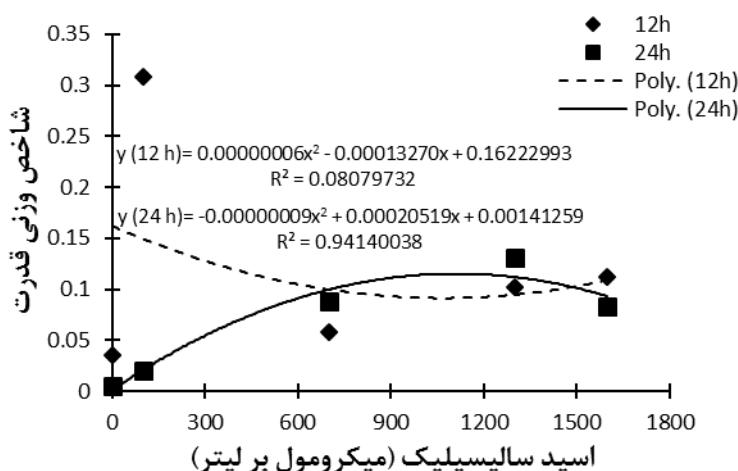 شاخص وزنی قدرت
0.35
0.3
0.25
0.2
0.15
0.1
0.05
0
12h
24h
Poly. (12h)
Poly. (24h)
y (12 h)= 0.00000006x² - 0.00013270x + 0.16222993
R² = 0.08079732
y (24 h)= -0.00000009x² + 0.00020519x + 0.00141259
R² = 0.94140038
0 300 600 900 1200 1500 1800
اسید سالیسیلیک (میکرومول بر لیتر)